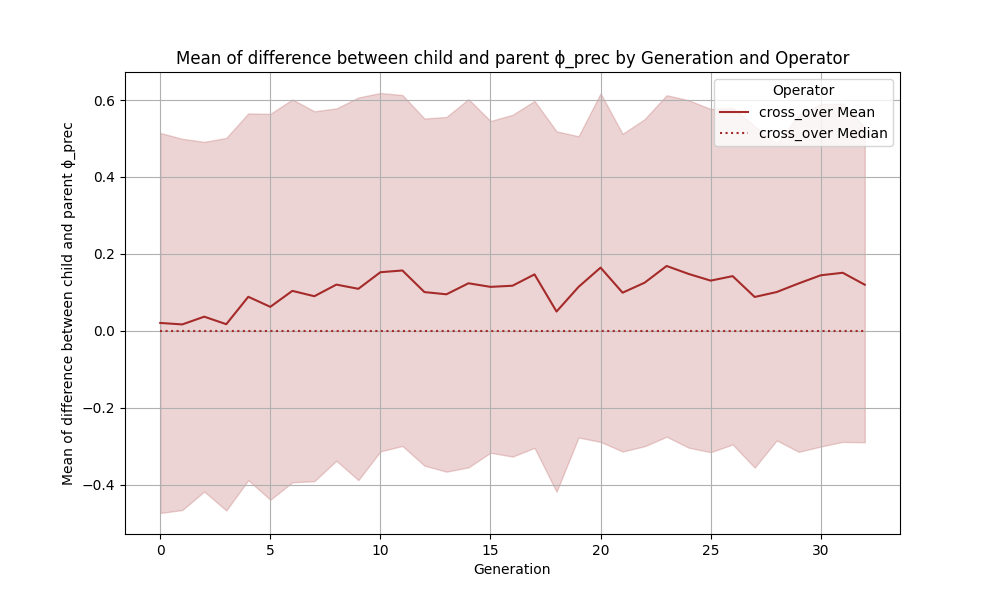 Mean of difference between child and parent ϕ_prec by Generation and Operator
Mean of difference between child and parent ϕ_prec
0.6
0.4
0.2
0.0
−0.2
−0.4
Operator
cross_over Mean
cross_over Median
0 5 10 15 20 25 30
Generation